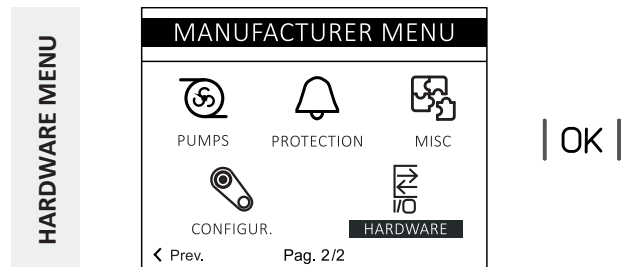 HARDWARE MENU
MANUFACTURER MENU
PUMPS PROTECTION MISC
I/O
CONFIGUR. HARDWARE
Prev. Pag. 2/2
OK